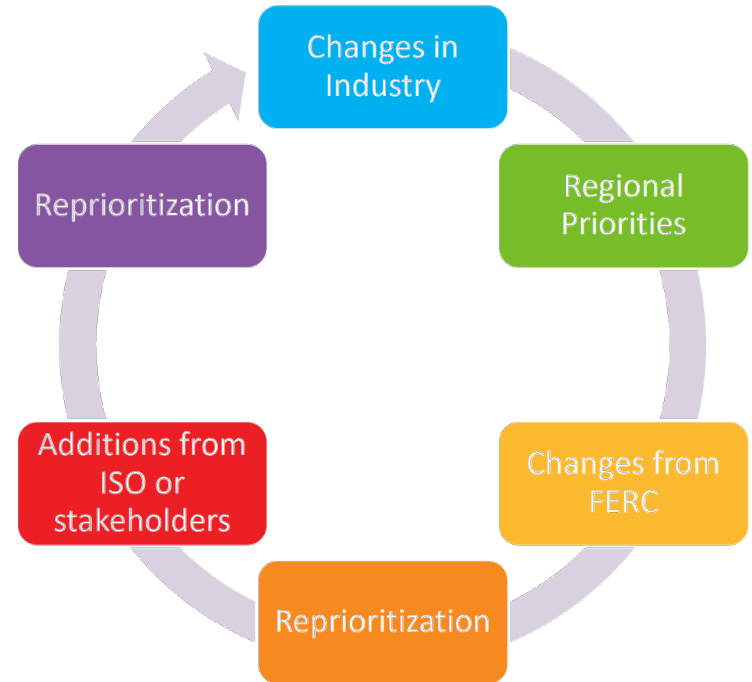 Changes in
Industry
Regional
Priorities
Changes from
FERC
Reprioritization
Additions from
ISO or
stakeholders
Reprioritization